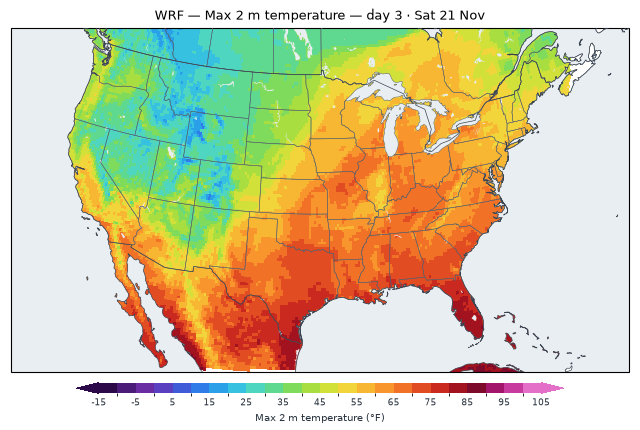 WRF — Max 2 m temperature — day 3 · Sat 21 Nov
-15 -5 5 15 25 35 45 55 65 75 85 95 105
Max 2 m temperature (°F)